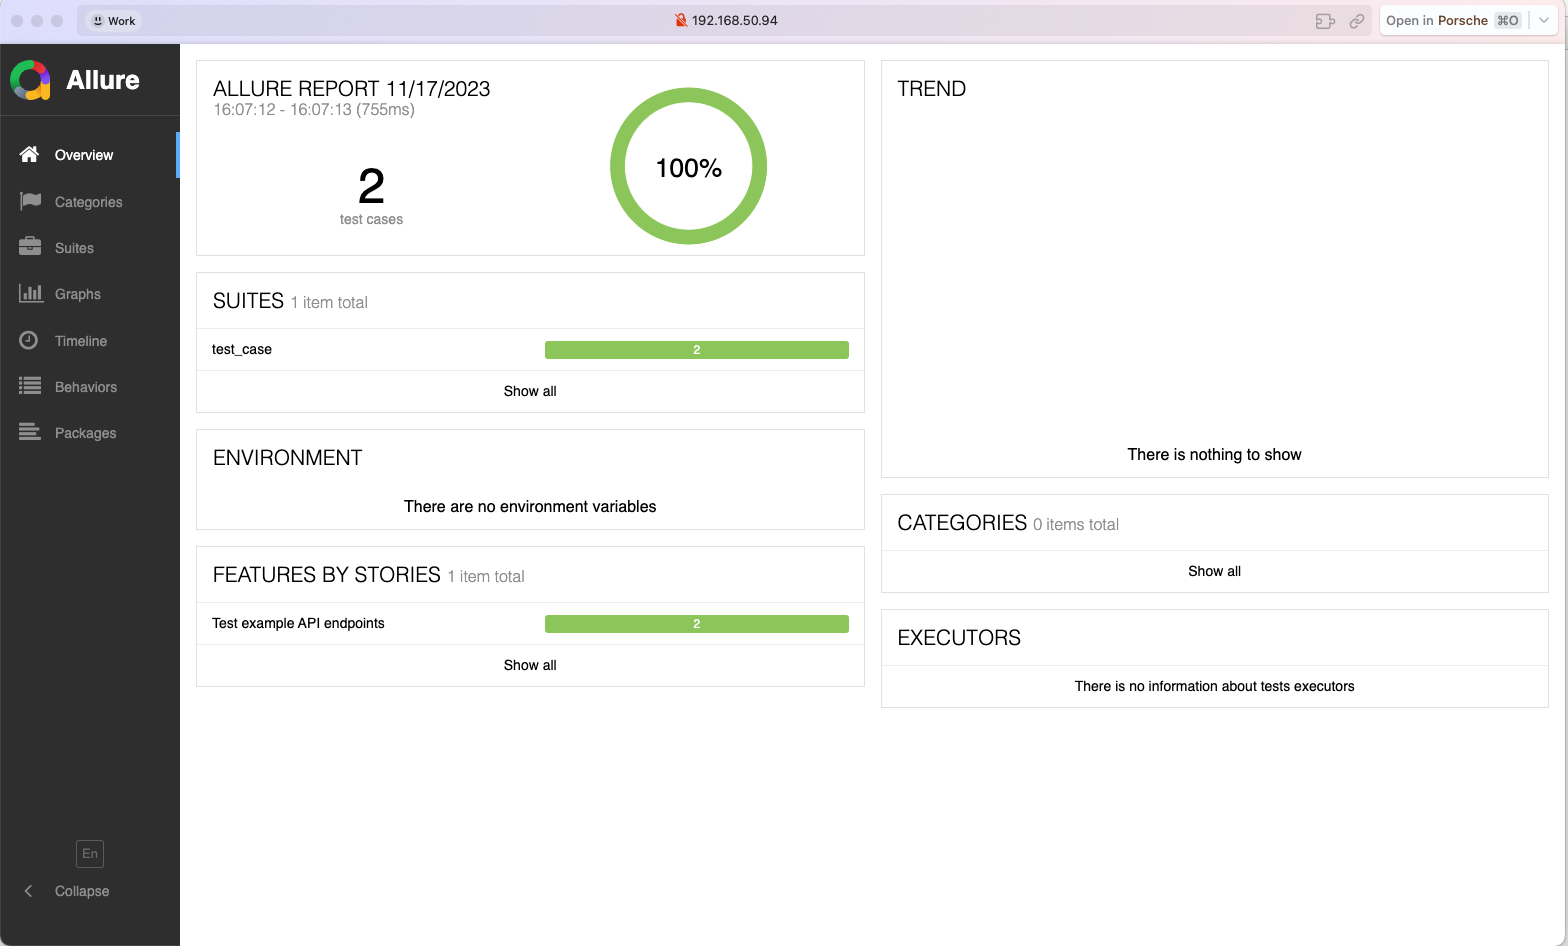 Work
192.168.50.94
Open in Porsche ⌘O
Allure
Overview
Categories
Suites
Graphs
Timeline
Behaviors
Packages
En
Collapse
ALLURE REPORT 11/17/2023
16:07:12 - 16:07:13 (755ms)
2
test cases
100%
SUITES 1 item total
test_case 2
Show all
ENVIRONMENT
There are no environment variables
FEATURES BY STORIES 1 item total
Test example API endpoints 2
Show all
TREND
There is nothing to show
CATEGORIES 0 items total
Show all
EXECUTORS
There is no information about tests executors